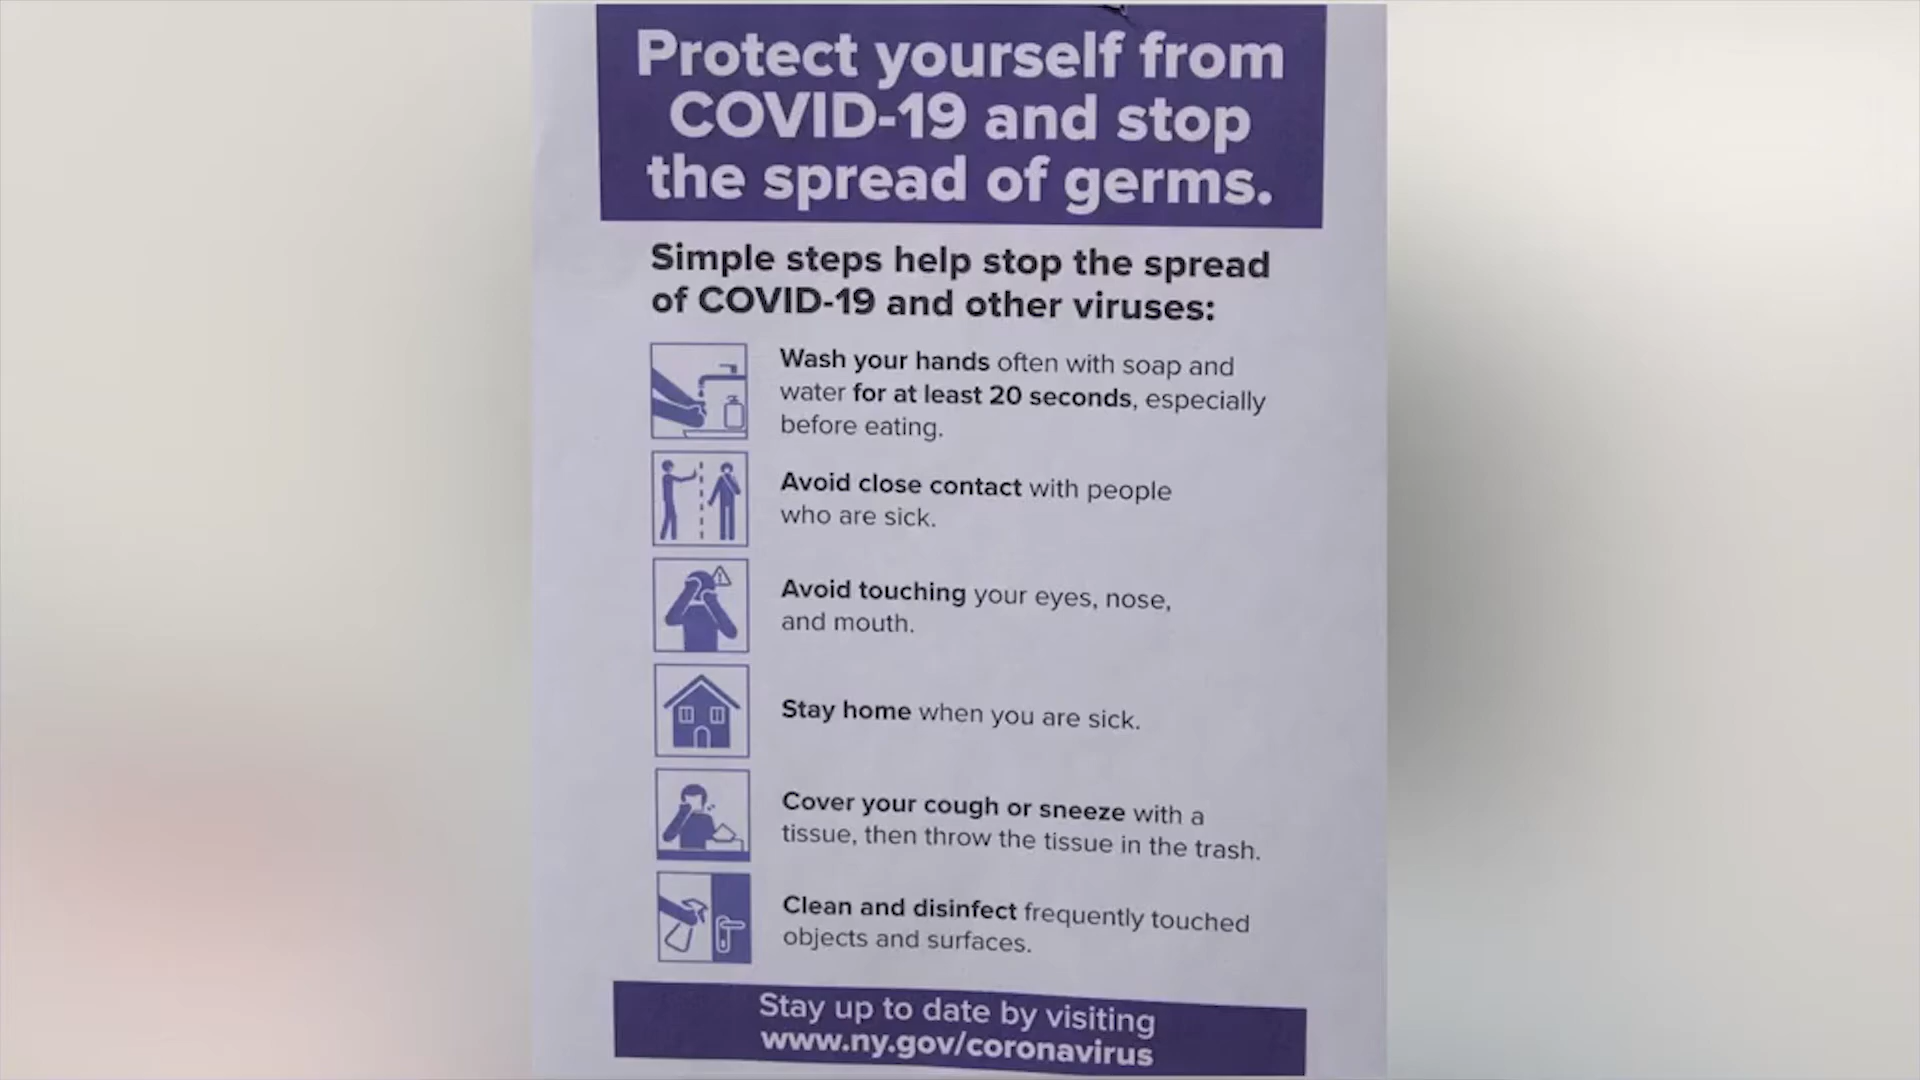 Protect yourself from
COVID-19 and stop
the spread of germs.
Simple steps help stop the spread
of COVID-19 and other viruses:
Wash your hands often with soap and
water for at least 20 seconds, especially
before eating.
Avoid close contact with people
who are sick.
Avoid touching your eyes, nose,
and mouth.
Stay home when you are sick.
Cover your cough or sneeze with a
tissue, then throw the tissue in the trash.
Clean and disinfect frequently touched
objects and surfaces.
Stay up to date by visiting
www.ny.gov/coronavirus